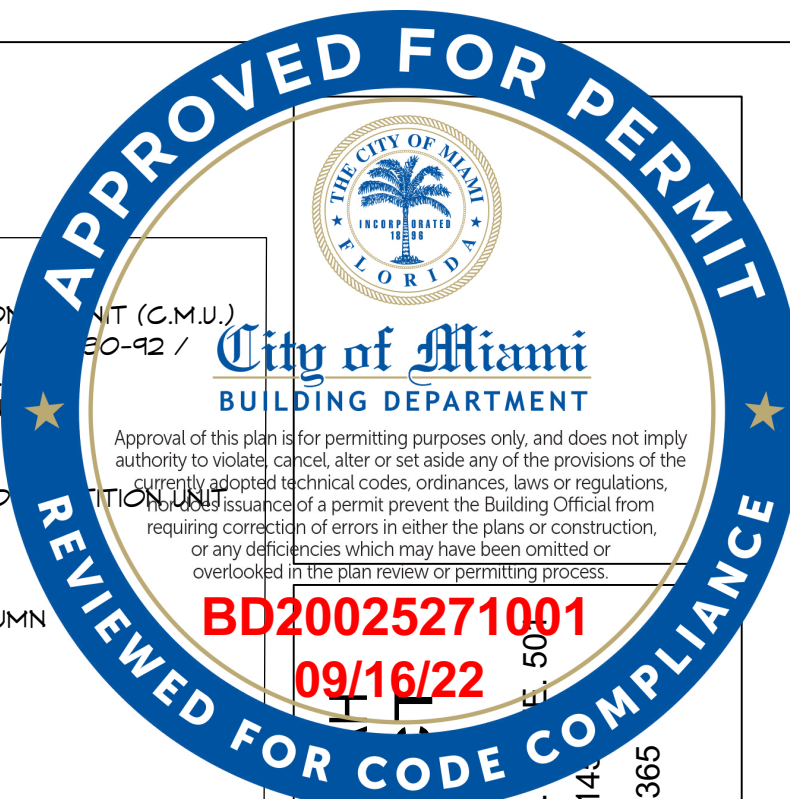 APPROVED FOR PERMIT
THE CITY OF MIAMI
INCORPORATED
18 96
FLORIDA
NIT (C.M.U.)
80-92 /
City of Miami
BUILDING DEPARTMENT
Approval of this plan is for permitting purposes only, and does not imply
authority to violate, cancel, alter or set aside any of the provisions of the
currently adopted technical codes, ordinances, laws or regulations,
nor does issuance of a permit prevent the Building Official from
requiring correction of errors in either the plans or construction,
or any deficiencies which may have been omitted or
overlooked in the plan review or permitting process.
TITION UNIT
UMN
BD20025271001
09/16/22
REVIEWED FOR CODE COMPLIANCE
E. 501
145
365